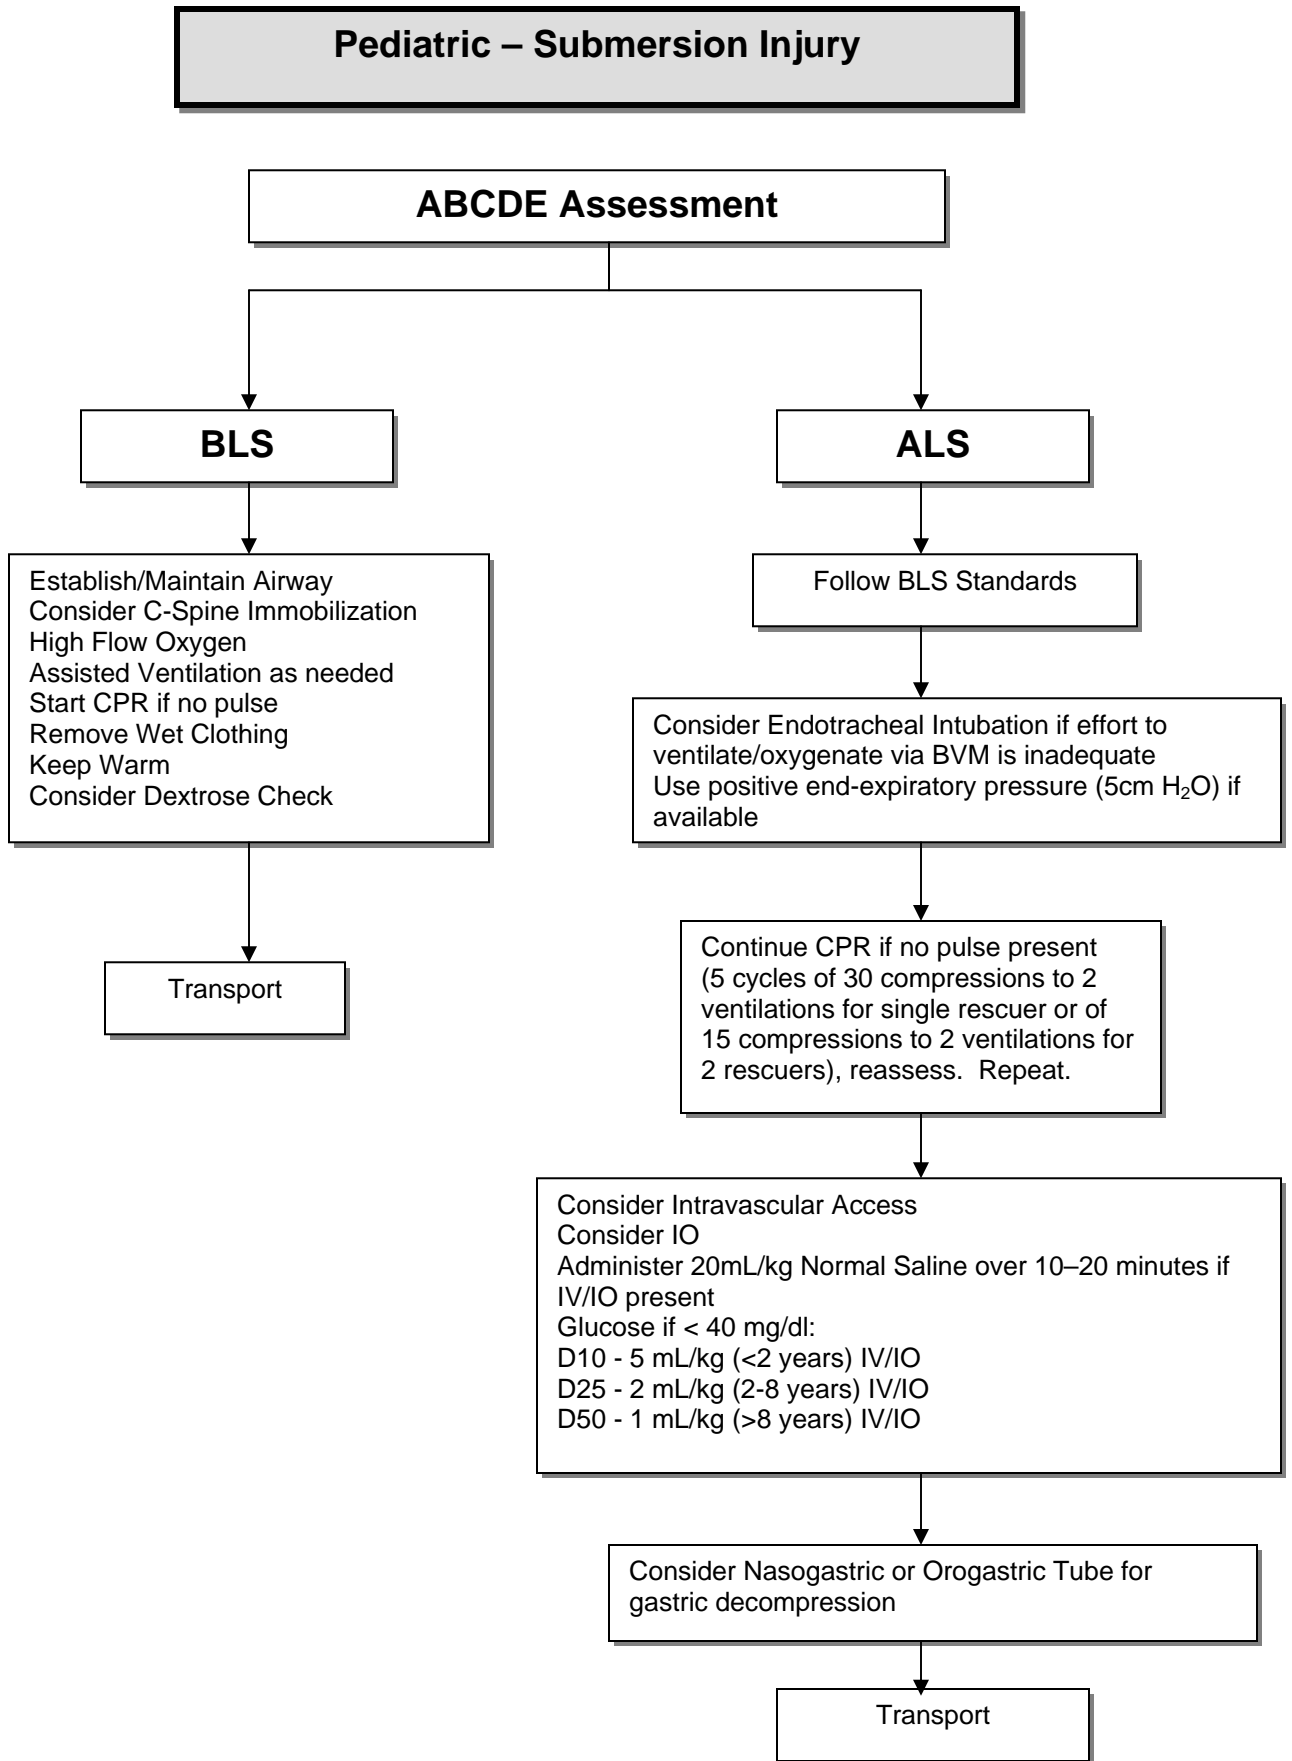 Pediatric – Submersion Injury
ABCDE Assessment
BLS
ALS
Establish/Maintain Airway
Consider C-Spine Immobilization
High Flow Oxygen
Assisted Ventilation as needed
Start CPR if no pulse
Remove Wet Clothing
Keep Warm
Consider Dextrose Check
Transport
Follow BLS Standards
Consider Endotracheal Intubation if effort to
ventilate/oxygenate via BVM is inadequate
Use positive end-expiratory pressure (5cm H₂O) if
available
Continue CPR if no pulse present
(5 cycles of 30 compressions to 2
ventilations for single rescuer or of
15 compressions to 2 ventilations for
2 rescuers), reassess.  Repeat.
Consider Intravascular Access
Consider IO
Administer 20mL/kg Normal Saline over 10–20 minutes if
IV/IO present
Glucose if < 40 mg/dl:
D10 - 5 mL/kg (<2 years) IV/IO
D25 - 2 mL/kg (2-8 years) IV/IO
D50 - 1 mL/kg (>8 years) IV/IO
Consider Nasogastric or Orogastric Tube for
gastric decompression
Transport